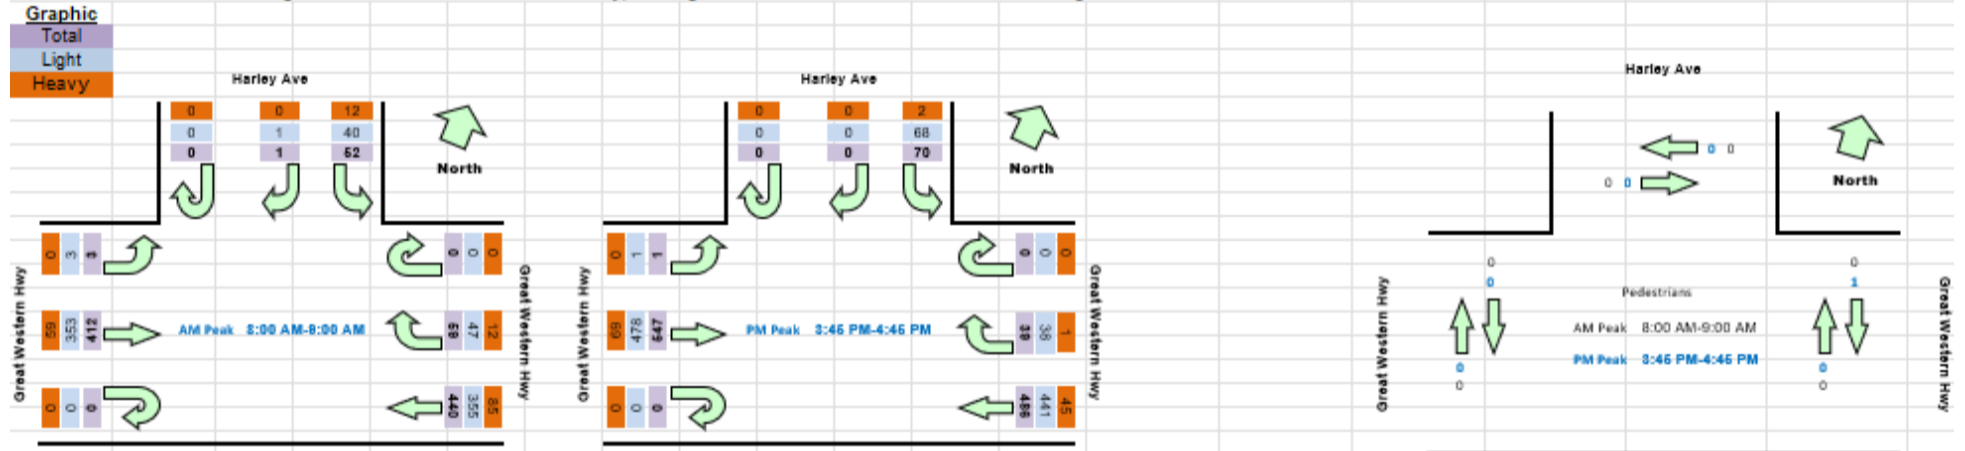 Graphic
Total
Light
Heavy
Harley Ave
0 0 12
0 1 40
0 1 52
North
0 3 3
0 0 0
Great Western Hwy
59 353 412
AM Peak 8:00 AM-9:00 AM
59 47 12
Great Western Hwy
0 0 0
440 355 85
Harley Ave
0 0 2
0 0 68
0 0 70
North
0 1 1
0 0 0
Great Western Hwy
69 478 547
PM Peak 3:45 PM-4:45 PM
39 38 1
Great Western Hwy
0 0 0
486 441 45
Harley Ave
0 0
0 0
North
0
0
0
1
Great Western Hwy
Pedestrians
AM Peak 8:00 AM-9:00 AM
PM Peak 3:45 PM-4:45 PM
Great Western Hwy
0
0
0
0